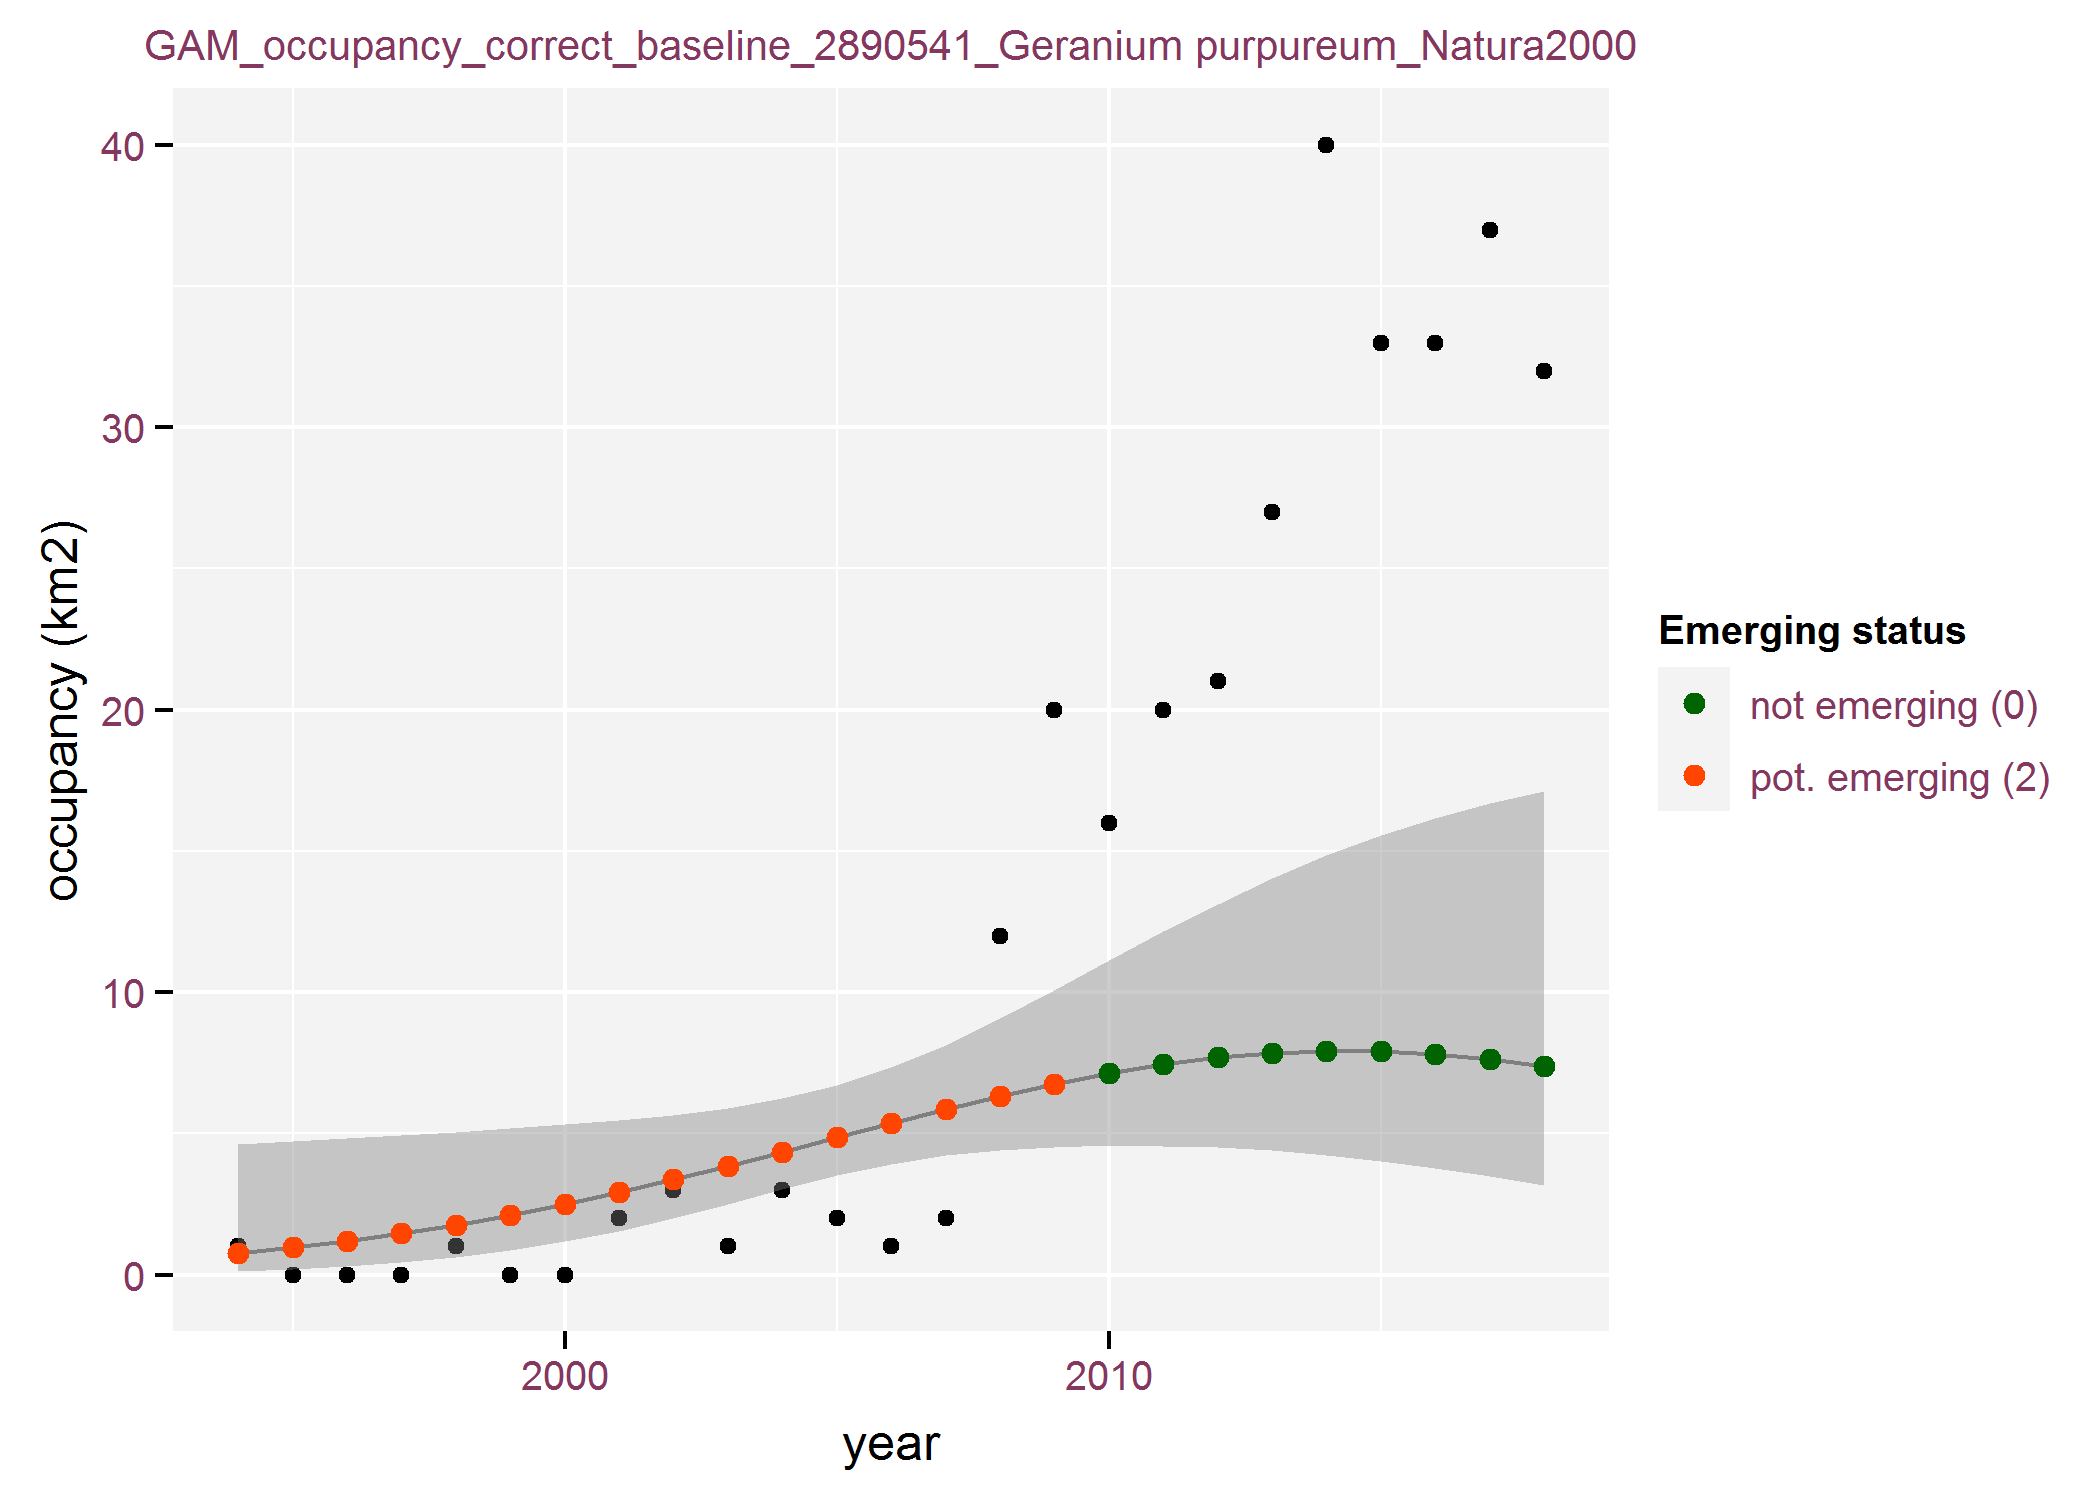 GAM_occupancy_correct_baseline_2890541_Geranium purpureum_Natura2000
40
30
20
10
0
occupancy (km2)
2000
2010
year
Emerging status
not emerging (0)
pot. emerging (2)